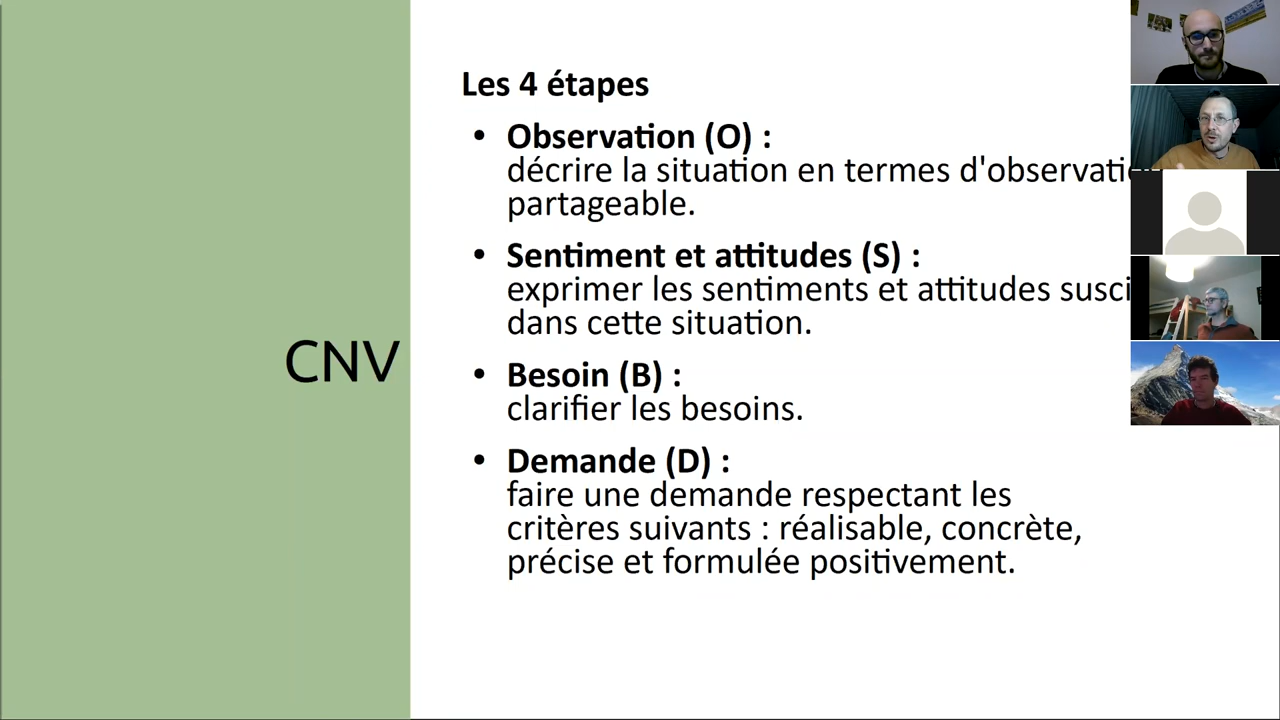 CNV
Les 4 étapes
• Observation (O) :
décrire la situation en termes d'observati
partageable.
• Sentiment et attitudes (S) :
exprimer les sentiments et attitudes susci
dans cette situation.
• Besoin (B) :
clarifier les besoins.
• Demande (D) :
faire une demande respectant les
critères suivants : réalisable, concrète,
précise et formulée positivement.